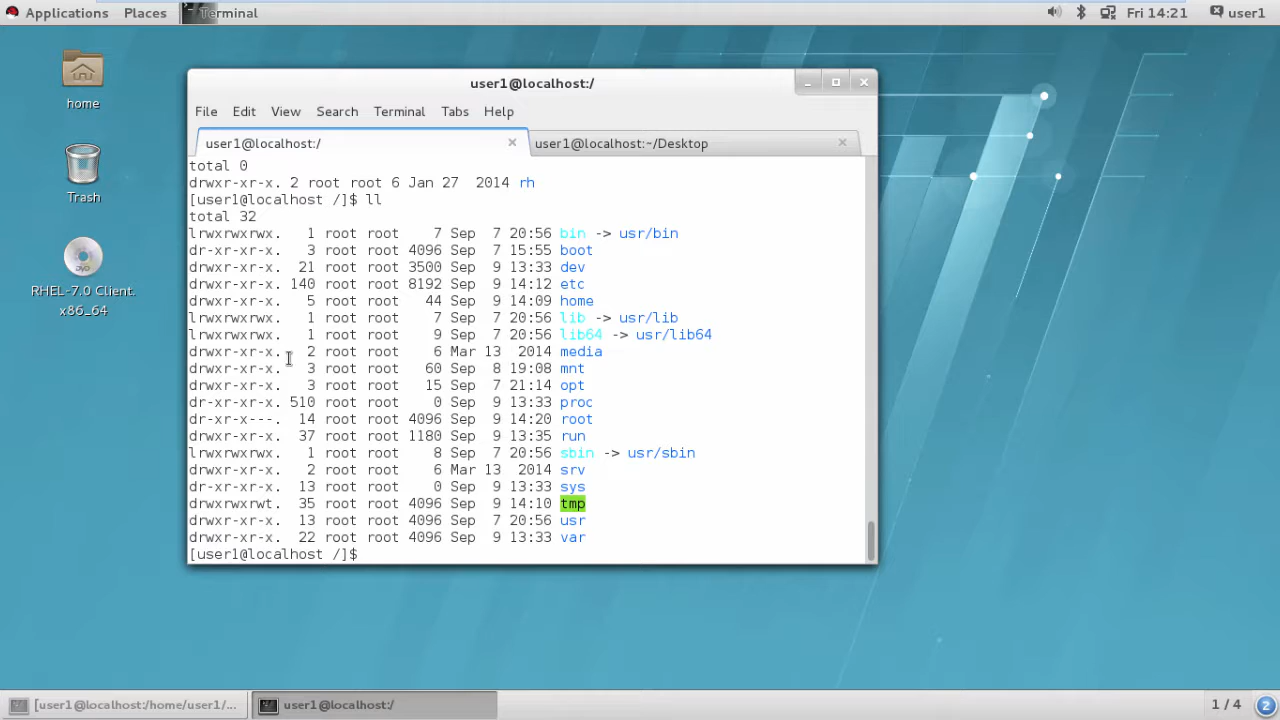 Applications Places Terminal Fri 14:21 user1
home
Trash
RHEL-7.0 Client.
x86_64
user1@localhost:/
File Edit View Search Terminal Tabs Help
user1@localhost:/ user1@localhost:~/Desktop
total 0
drwxr-xr-x. 2 root root 6 Jan 27  2014 rh
[user1@localhost /]$ ll
total 32
lrwxrwxrwx.   1 root root    7 Sep  7 20:56 bin -> usr/bin
dr-xr-xr-x.   3 root root 4096 Sep  7 15:55 boot
drwxr-xr-x.  21 root root 3500 Sep  9 13:33 dev
drwxr-xr-x. 140 root root 8192 Sep  9 14:12 etc
drwxr-xr-x.   5 root root   44 Sep  9 14:09 home
lrwxrwxrwx.   1 root root    7 Sep  7 20:56 lib -> usr/lib
lrwxrwxrwx.   1 root root    9 Sep  7 20:56 lib64 -> usr/lib64
drwxr-xr-x.   2 root root    6 Mar 13  2014 media
drwxr-xr-x.   3 root root   60 Sep  8 19:08 mnt
drwxr-xr-x.   3 root root   15 Sep  7 21:14 opt
dr-xr-xr-x. 510 root root    0 Sep  9 13:33 proc
dr-xr-x---.  14 root root 4096 Sep  9 14:20 root
drwxr-xr-x.  37 root root 1180 Sep  9 13:35 run
lrwxrwxrwx.   1 root root    8 Sep  7 20:56 sbin -> usr/sbin
drwxr-xr-x.   2 root root    6 Mar 13  2014 srv
dr-xr-xr-x.  13 root root    0 Sep  9 13:33 sys
drwxrwxrwt.  35 root root 4096 Sep  9 14:10 tmp
drwxr-xr-x.  13 root root 4096 Sep  7 20:56 usr
drwxr-xr-x.  22 root root 4096 Sep  9 13:33 var
[user1@localhost /]$
[user1@localhost:/home/user1/... user1@localhost:/ 1 / 4 2